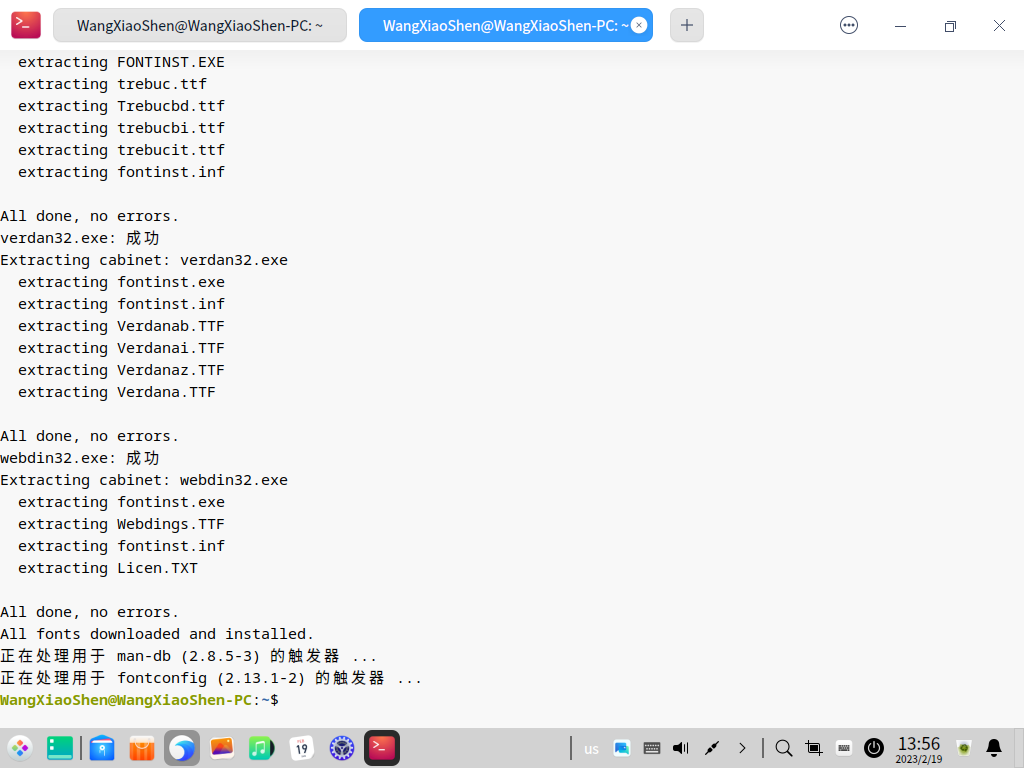 WangXiaoShen@WangXiaoShen-PC: ~
WangXiaoShen@WangXiaoShen-PC: ~
extracting FONTINST.EXE
extracting trebuc.ttf
extracting Trebucbd.ttf
extracting trebucbi.ttf
extracting trebucit.ttf
extracting fontinst.inf
All done, no errors.
verdan32.exe: 成功
Extracting cabinet: verdan32.exe
extracting fontinst.exe
extracting fontinst.inf
extracting Verdanab.TTF
extracting Verdanai.TTF
extracting Verdanaz.TTF
extracting Verdana.TTF
All done, no errors.
webdin32.exe: 成功
Extracting cabinet: webdin32.exe
extracting fontinst.exe
extracting Webdings.TTF
extracting fontinst.inf
extracting Licen.TXT
All done, no errors.
All fonts downloaded and installed.
正在处理用于 man-db (2.8.5-3) 的触发器 ...
正在处理用于 fontconfig (2.13.1-2) 的触发器 ...
WangXiaoShen@WangXiaoShen-PC:~$
FEB
19
us
13:56
2023/2/19